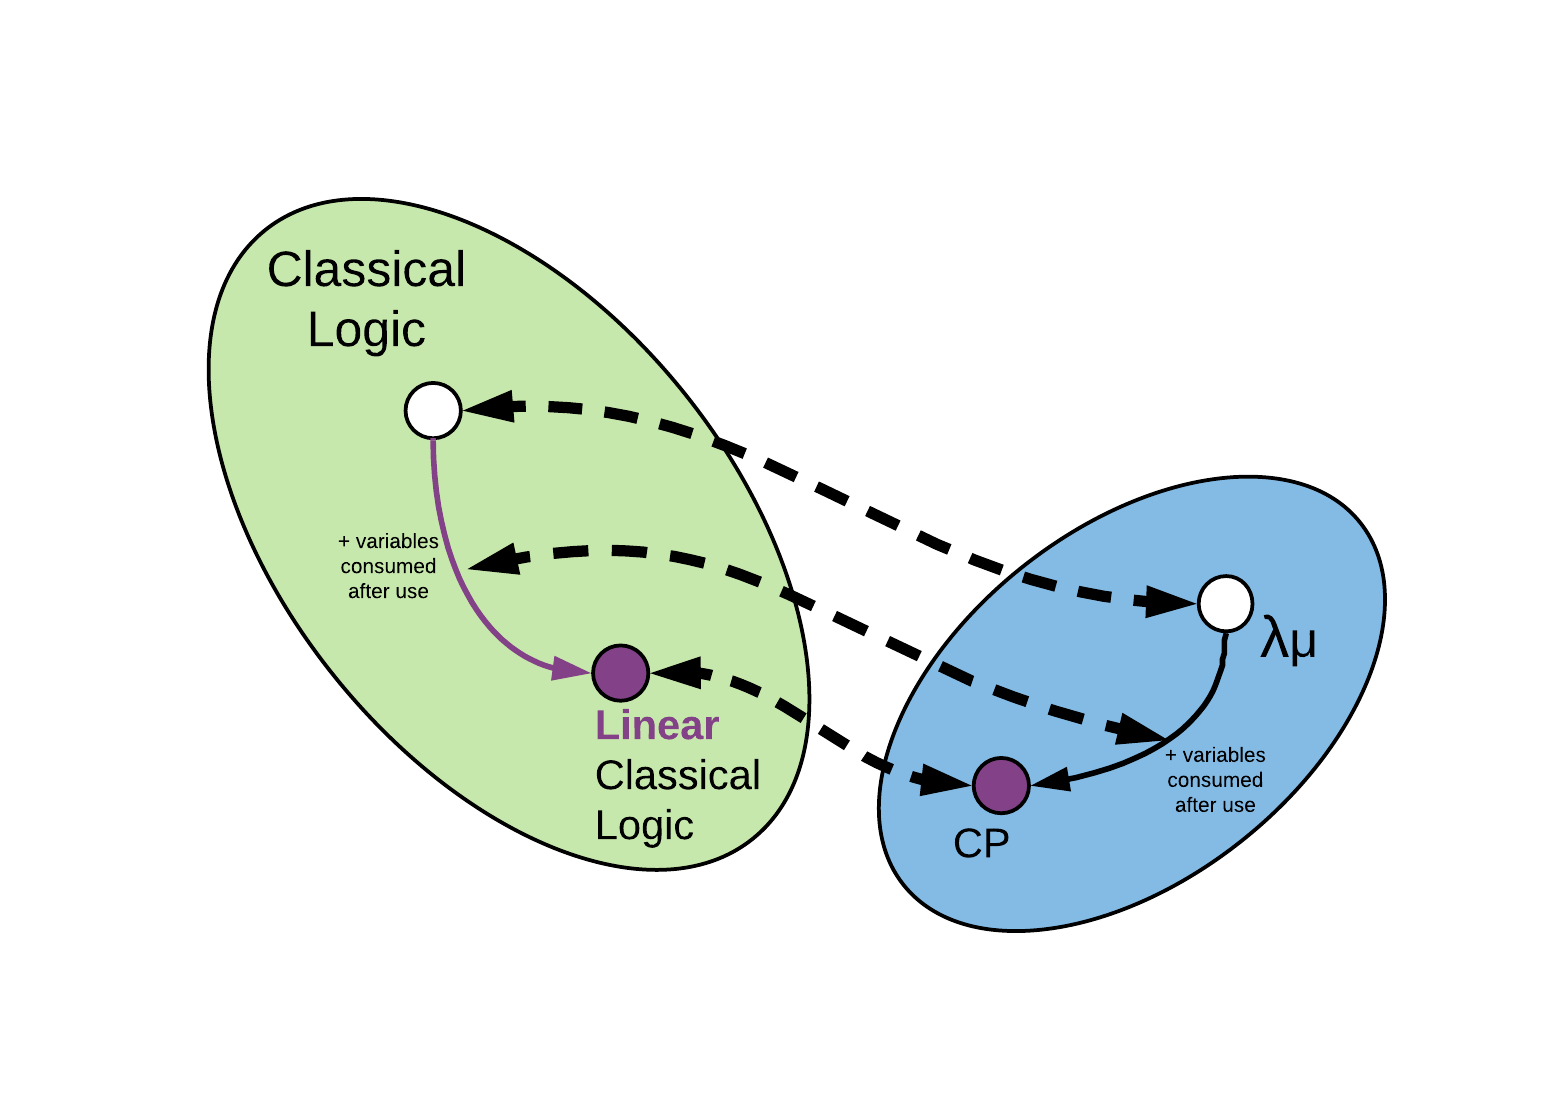 Classical
Logic
+ variables
consumed
after use
Linear
Classical
Logic
λμ
+ variables
consumed
after use
CP